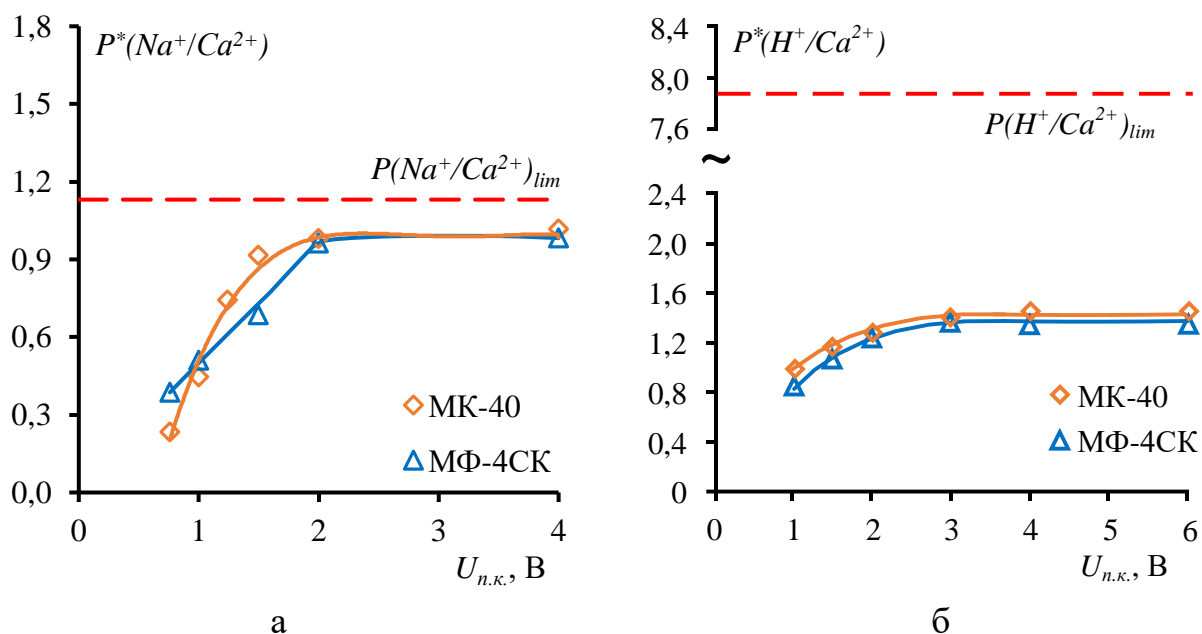 P*(Na⁺/Ca²⁺)
1,8
1,5
1,2
0,9
0,6
0,3
0,0
P(Na⁺/Ca²⁺)lim
МК-40
МФ-4СК
0 1 2 3 4
Uп.к., В
а
P*(H⁺/Ca²⁺)
8,4
8,0
7,6
~
2,4
2,0
1,6
1,2
0,8
0,4
0
P(H⁺/Ca²⁺)lim
МК-40
МФ-4СК
0 1 2 3 4 5 6
Uп.к., В
б